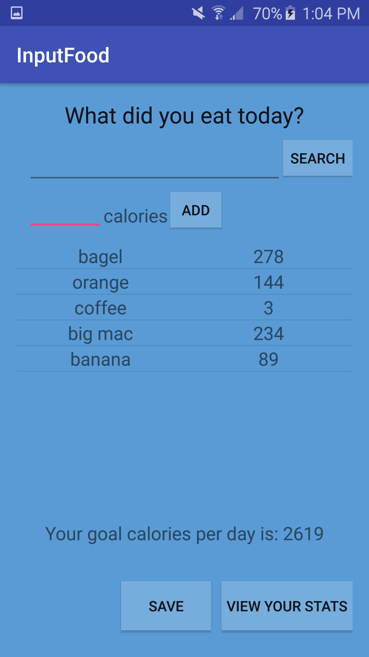 70% 1:04 PM
InputFood
What did you eat today?
SEARCH
calories ADD
bagel 278
orange 144
coffee 3
big mac 234
banana 89
Your goal calories per day is: 2619
SAVE VIEW YOUR STATS